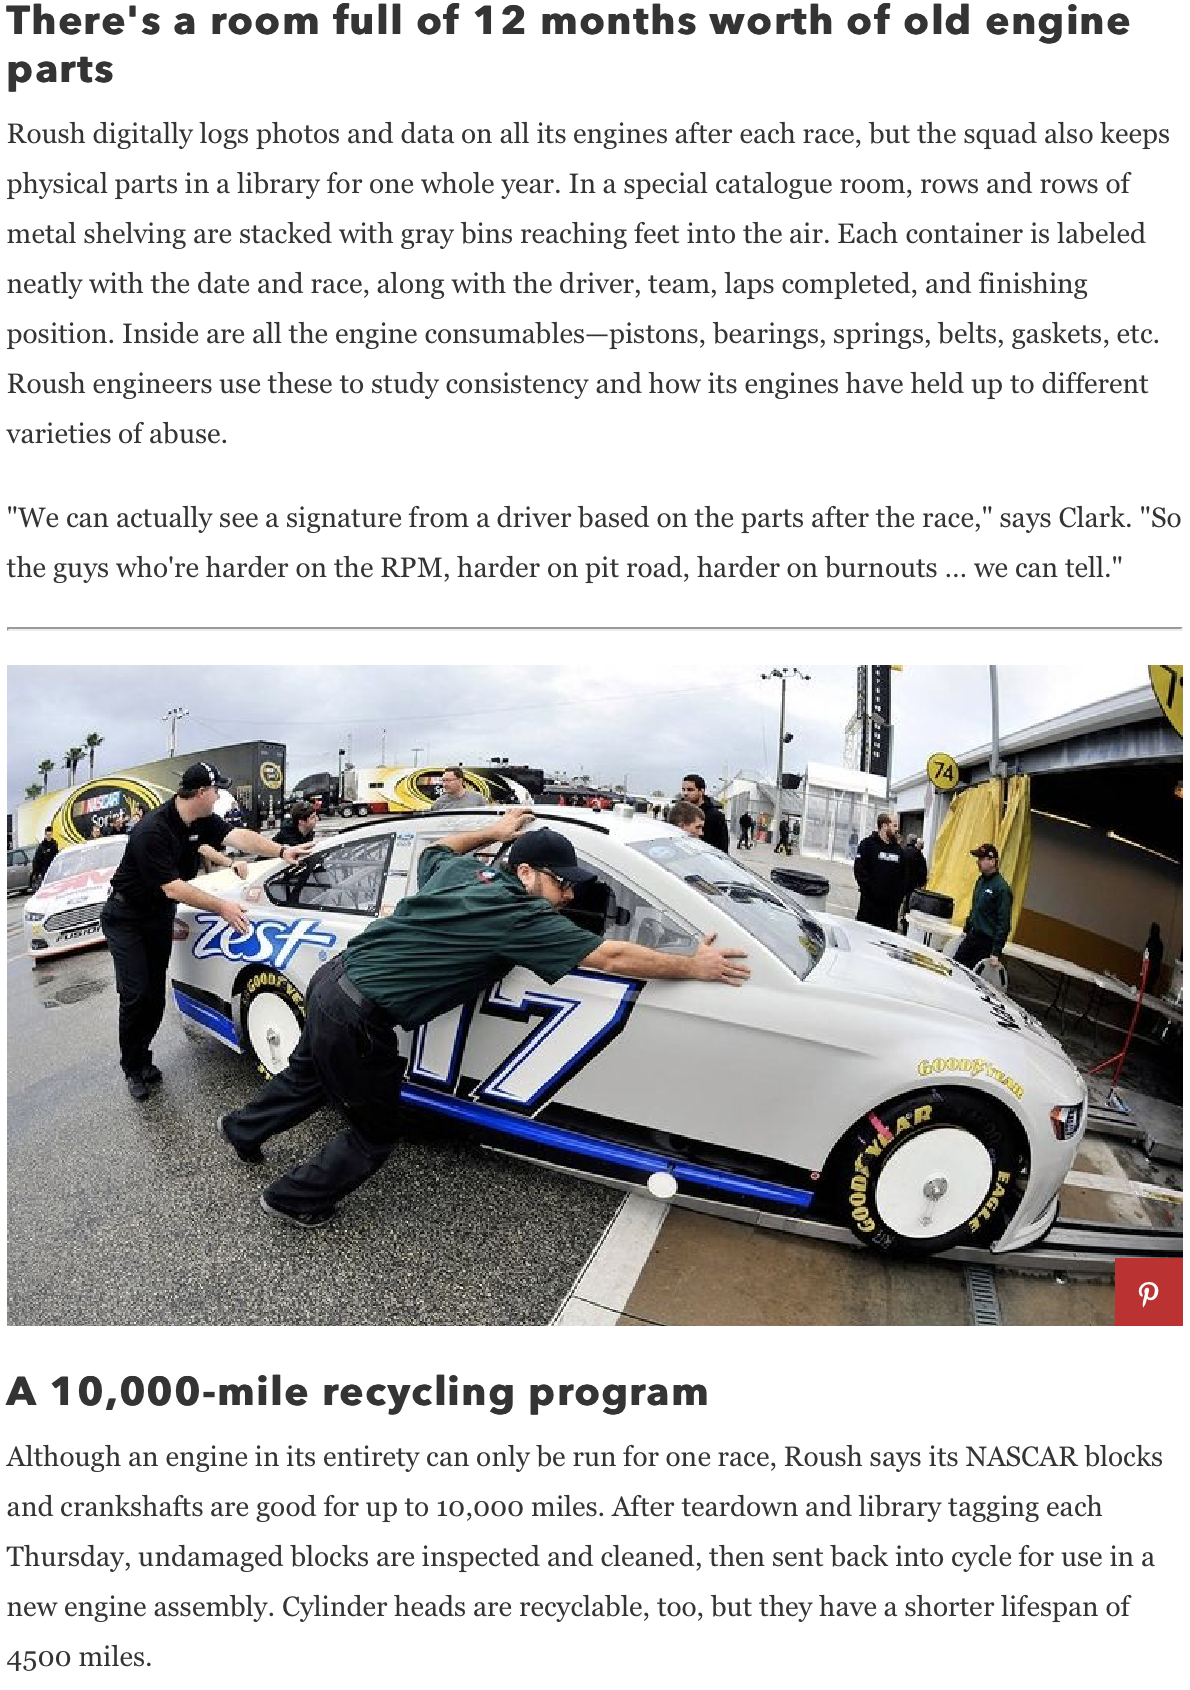 There's a room full of 12 months worth of old engine
parts
Roush digitally logs photos and data on all its engines after each race, but the squad also keeps
physical parts in a library for one whole year. In a special catalogue room, rows and rows of
metal shelving are stacked with gray bins reaching feet into the air. Each container is labeled
neatly with the date and race, along with the driver, team, laps completed, and finishing
position. Inside are all the engine consumables—pistons, bearings, springs, belts, gaskets, etc.
Roush engineers use these to study consistency and how its engines have held up to different
varieties of abuse.
"We can actually see a signature from a driver based on the parts after the race," says Clark. "So
the guys who're harder on the RPM, harder on pit road, harder on burnouts ... we can tell."
74
NASCAR
Sprint
3M
FUSION
Zest
GOODYEAR
17
GOODYEAR
GOODYEAR
EAGLE
A 10,000-mile recycling program
Although an engine in its entirety can only be run for one race, Roush says its NASCAR blocks
and crankshafts are good for up to 10,000 miles. After teardown and library tagging each
Thursday, undamaged blocks are inspected and cleaned, then sent back into cycle for use in a
new engine assembly. Cylinder heads are recyclable, too, but they have a shorter lifespan of
4500 miles.